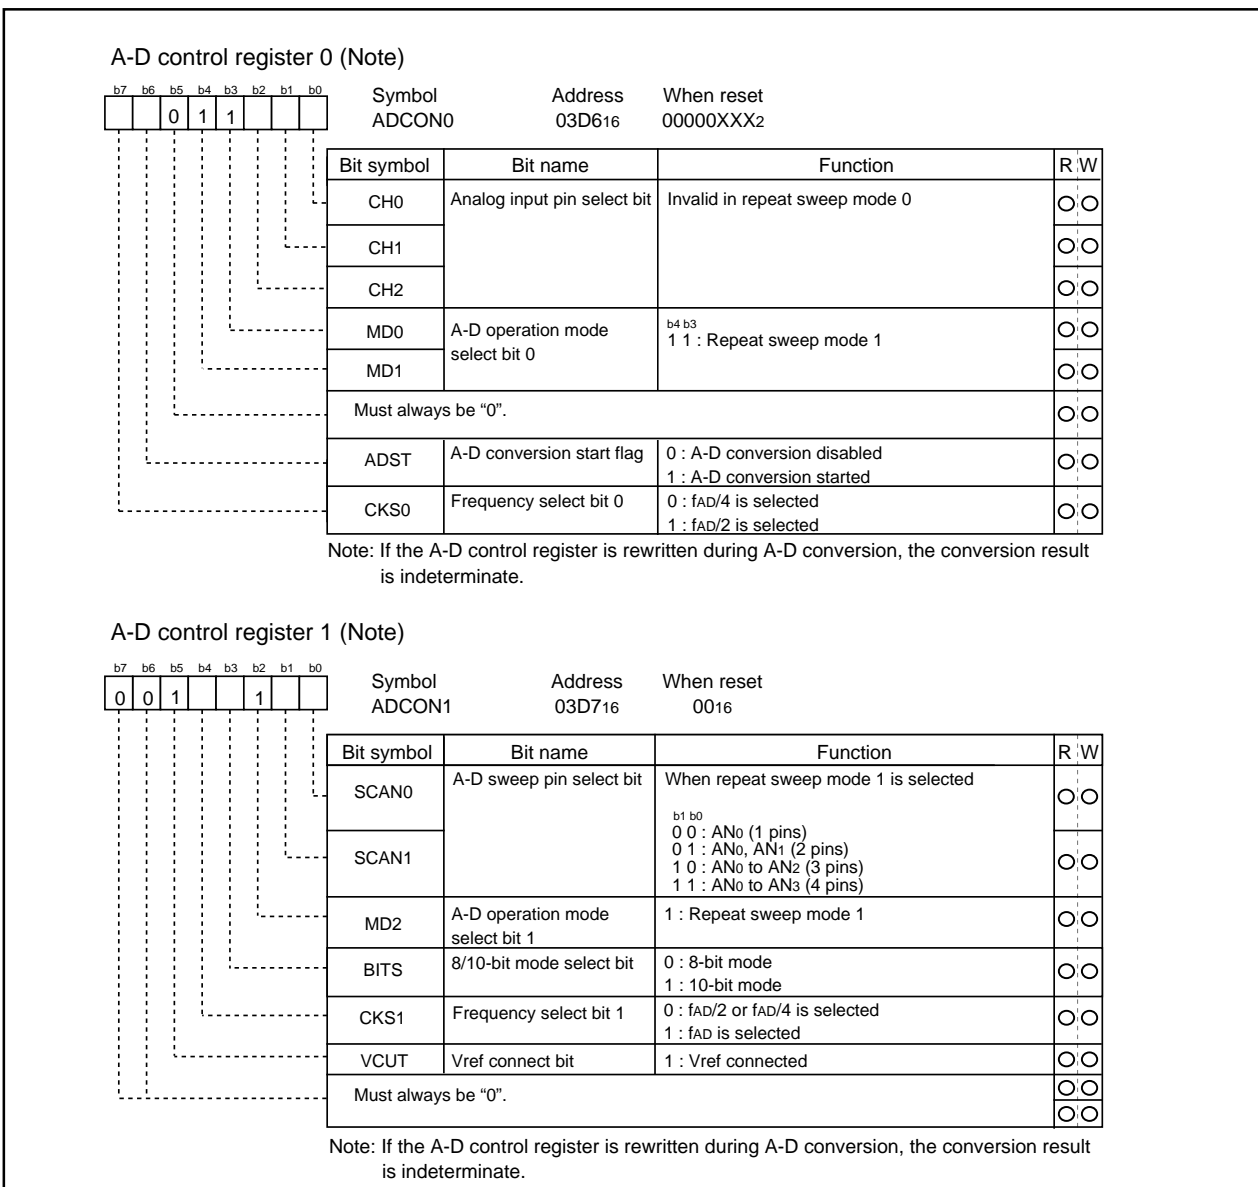 A-D control register 0 (Note)
b7 b6 b5 b4 b3 b2 b1 b0
0 1 1
Symbol Address When reset
ADCON0 03D616 00000XXX2
Bit symbol Bit name Function R W
CH0 Analog input pin select bit Invalid in repeat sweep mode 0
CH1
CH2
MD0 A-D operation mode select bit 0 b4 b3
1 1 : Repeat sweep mode 1
MD1
Must always be “0”.
ADST A-D conversion start flag 0 : A-D conversion disabled
1 : A-D conversion started
CKS0 Frequency select bit 0 0 : fAD/4 is selected
1 : fAD/2 is selected
Note: If the A-D control register is rewritten during A-D conversion, the conversion result
is indeterminate.
A-D control register 1 (Note)
b7 b6 b5 b4 b3 b2 b1 b0
0 0 1 1
Symbol Address When reset
ADCON1 03D716 0016
Bit symbol Bit name Function R W
SCAN0 A-D sweep pin select bit When repeat sweep mode 1 is selected
b1 b0
0 0 : AN0 (1 pins)
0 1 : AN0, AN1 (2 pins)
SCAN1 1 0 : AN0 to AN2 (3 pins)
1 1 : AN0 to AN3 (4 pins)
MD2 A-D operation mode select bit 1 1 : Repeat sweep mode 1
BITS 8/10-bit mode select bit 0 : 8-bit mode
1 : 10-bit mode
CKS1 Frequency select bit 1 0 : fAD/2 or fAD/4 is selected
1 : fAD is selected
VCUT Vref connect bit 1 : Vref connected
Must always be “0”.
Note: If the A-D control register is rewritten during A-D conversion, the conversion result
is indeterminate.